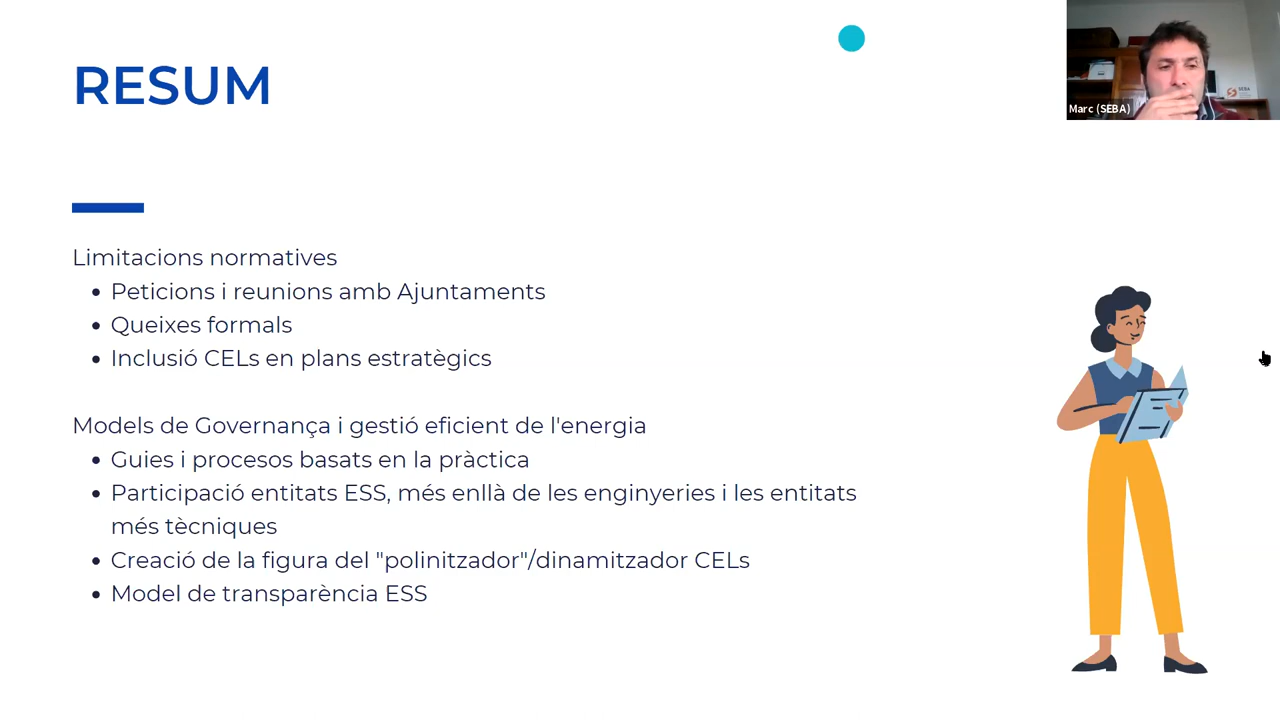 RESUM
Marc (SEBA)
SEBA
Limitacions normatives
• Peticions i reunions amb Ajuntaments
• Queixes formals
• Inclusió CELs en plans estratègics
Models de Governança i gestió eficient de l'energia
• Guies i procesos basats en la pràctica
• Participació entitats ESS, més enllà de les enginyeries i les entitats
més tècniques
• Creació de la figura del "polinitzador"/dinamitzador CELs
• Model de transparència ESS